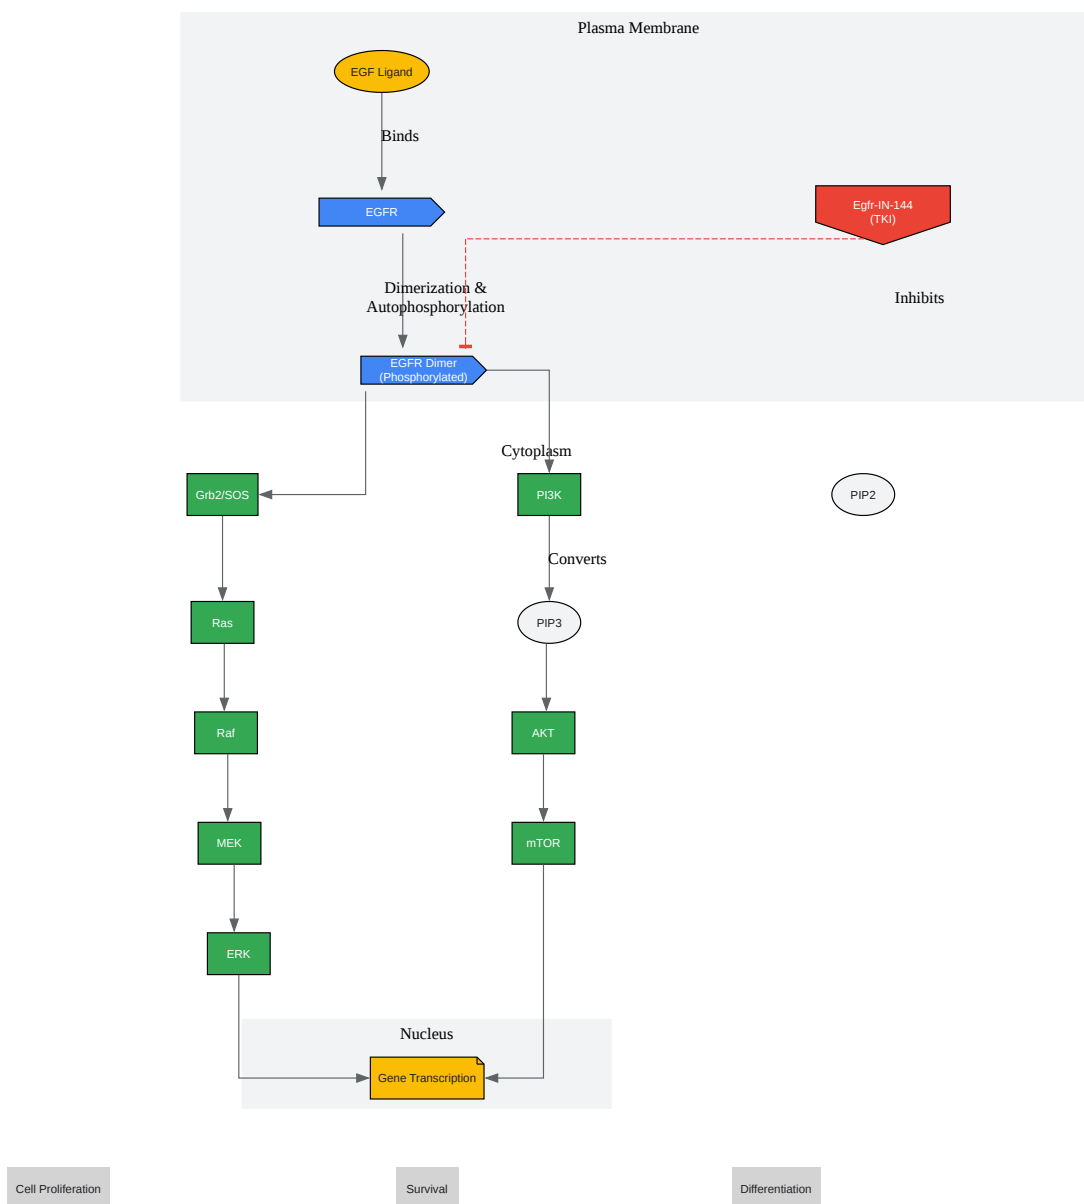 Plasma Membrane
EGF Ligand
Binds
EGFR
Egfr-IN-144
(TKI)
Dimerization &
Autophosphorylation
Inhibits
EGFR Dimer
(Phosphorylated)
Cytoplasm
Grb2/SOS
PI3K
PIP2
Converts
Ras
PIP3
Raf
AKT
MEK
mTOR
ERK
Nucleus
Gene Transcription
Cell Proliferation
Survival
Differentiation